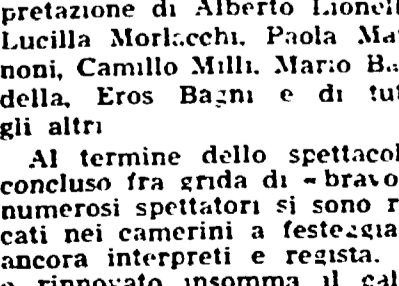 pretazione di Alberto Lionell
Lucilla Morlacchi, Paola Ma
noni, Camillo Milli, Mario Ba
della, Eros Bagni e di tut
gli altri
Al termine dello spettacol
concluso fra grida di « bravo
numerosi spettatori si sono r
cati nei camerini a festeggia
ancora interpreti e regista.
e rinnovato insomma il cal